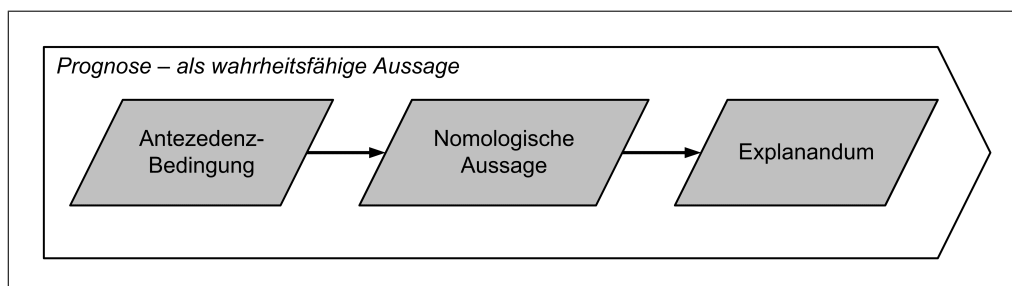 Prognose – als wahrheitsfähige Aussage
Antezedenz-
Bedingung
Nomologische
Aussage
Explanandum